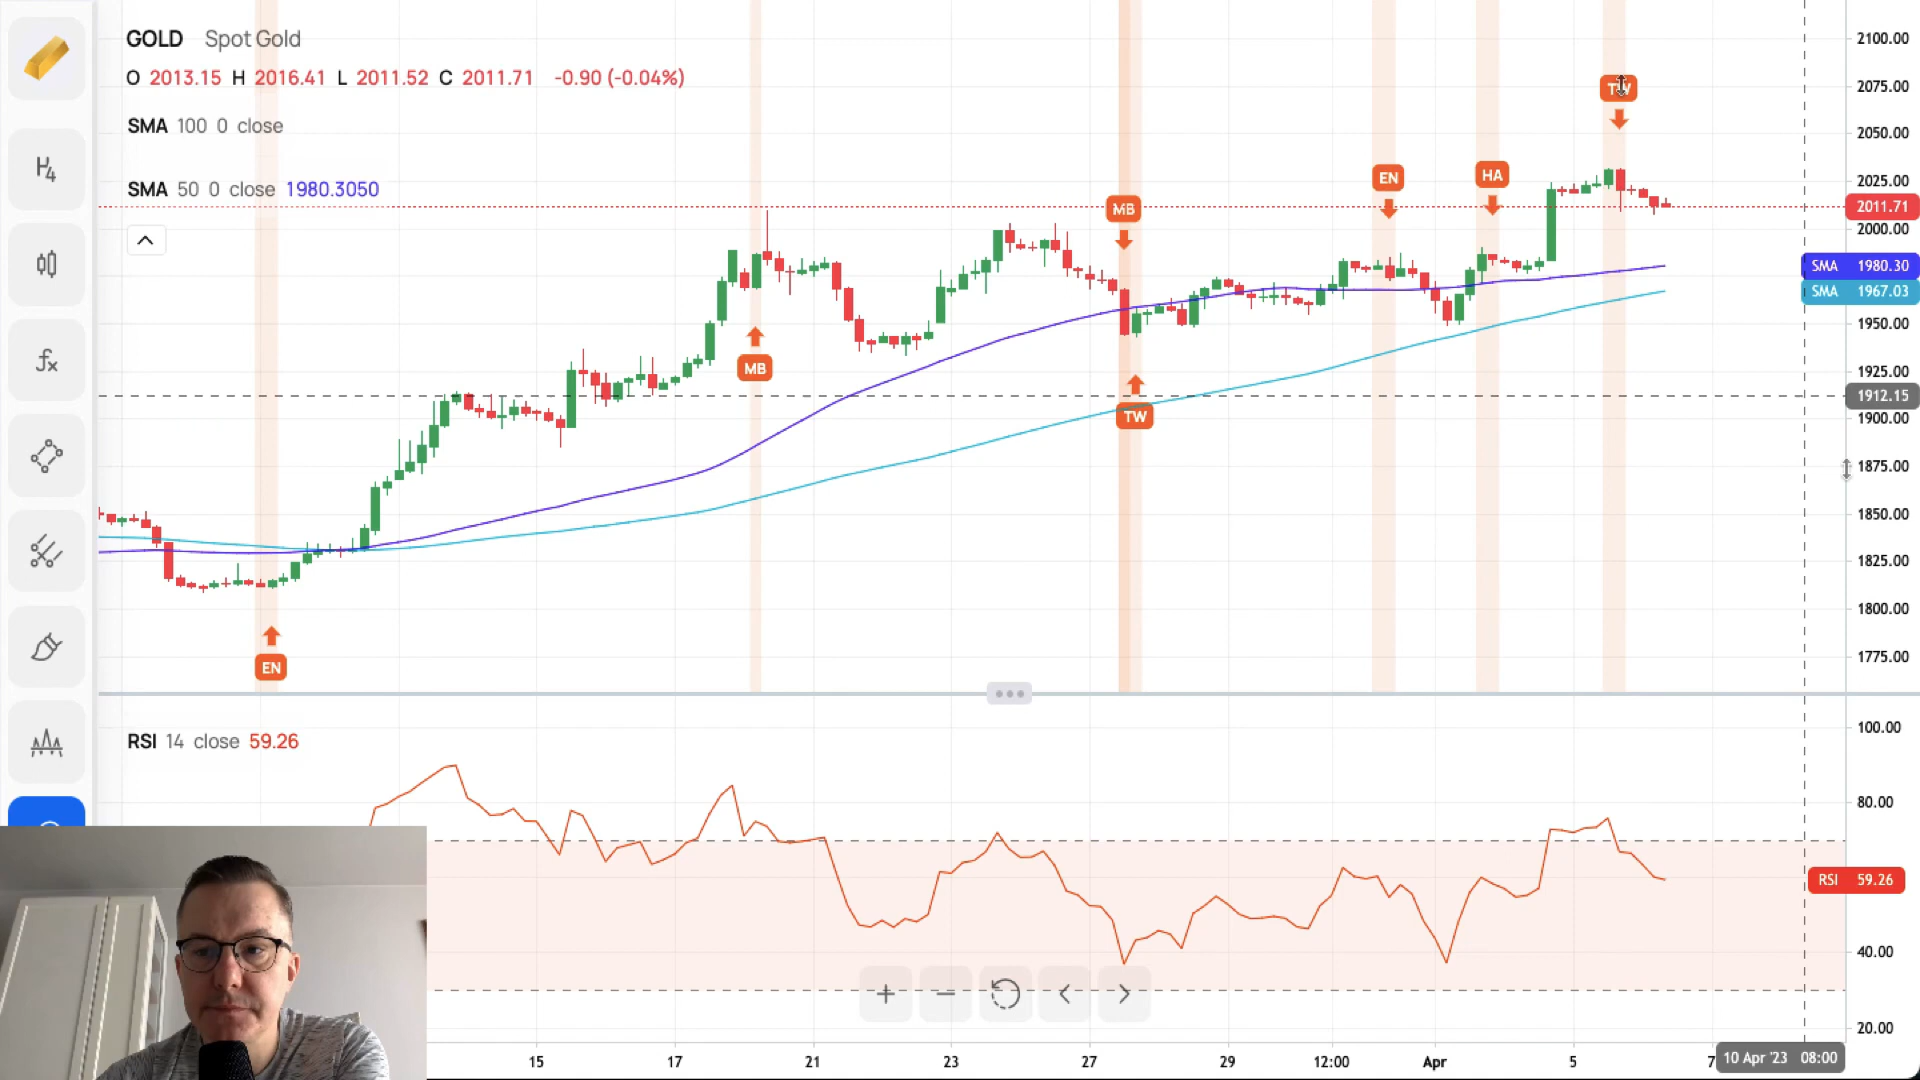 GOLD Spot Gold
O 2013.15 H 2016.41 L 2011.52 C 2011.71 -0.90 (-0.04%)
SMA 100 0 close
SMA 50 0 close 1980.3050
H4
fx
EN
MB
MB
TW
EN
HA
TW
2100.00
2075.00
2050.00
2025.00
2011.71
2000.00
SMA 1980.30
SMA 1967.03
1950.00
1925.00
1912.15
1900.00
1875.00
1850.00
1825.00
1800.00
1775.00
RSI 14 close 59.26
100.00
80.00
RSI 59.26
40.00
20.00
15 17 21 23 27 29 12:00 Apr 5 7 10 Apr '23 08:00